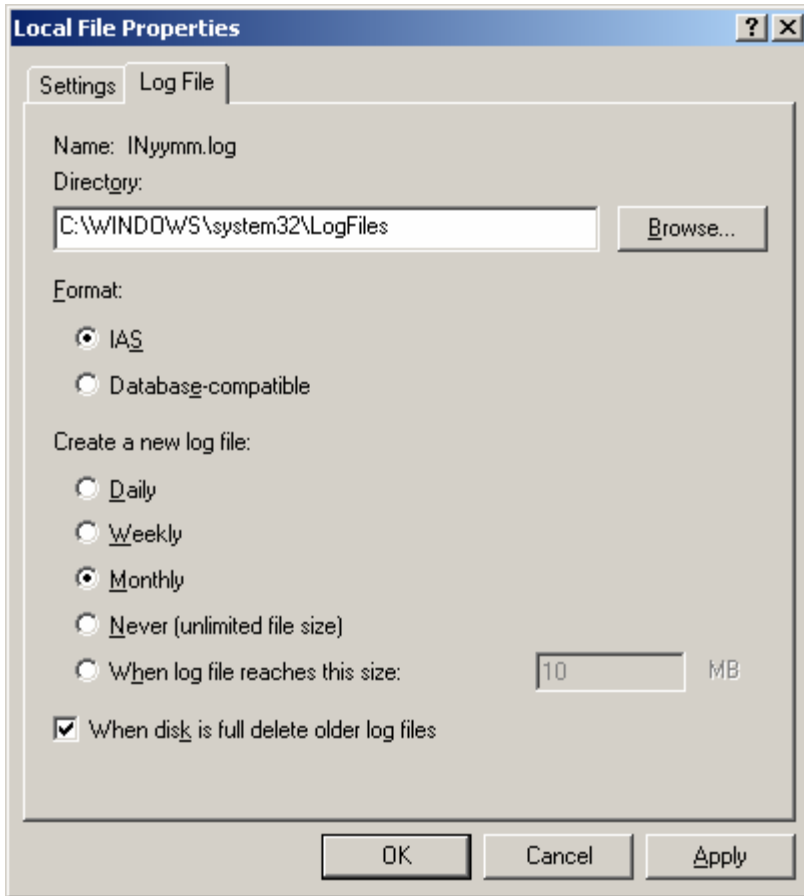 Local File Properties
Settings Log File
Name: INyymm.log
Directory:
C:\WINDOWS\system32\LogFiles Browse...
Format:
IAS
Database-compatible
Create a new log file:
Daily
Weekly
Monthly
Never (unlimited file size)
When log file reaches this size: 10 MB
When disk is full delete older log files
OK Cancel Apply